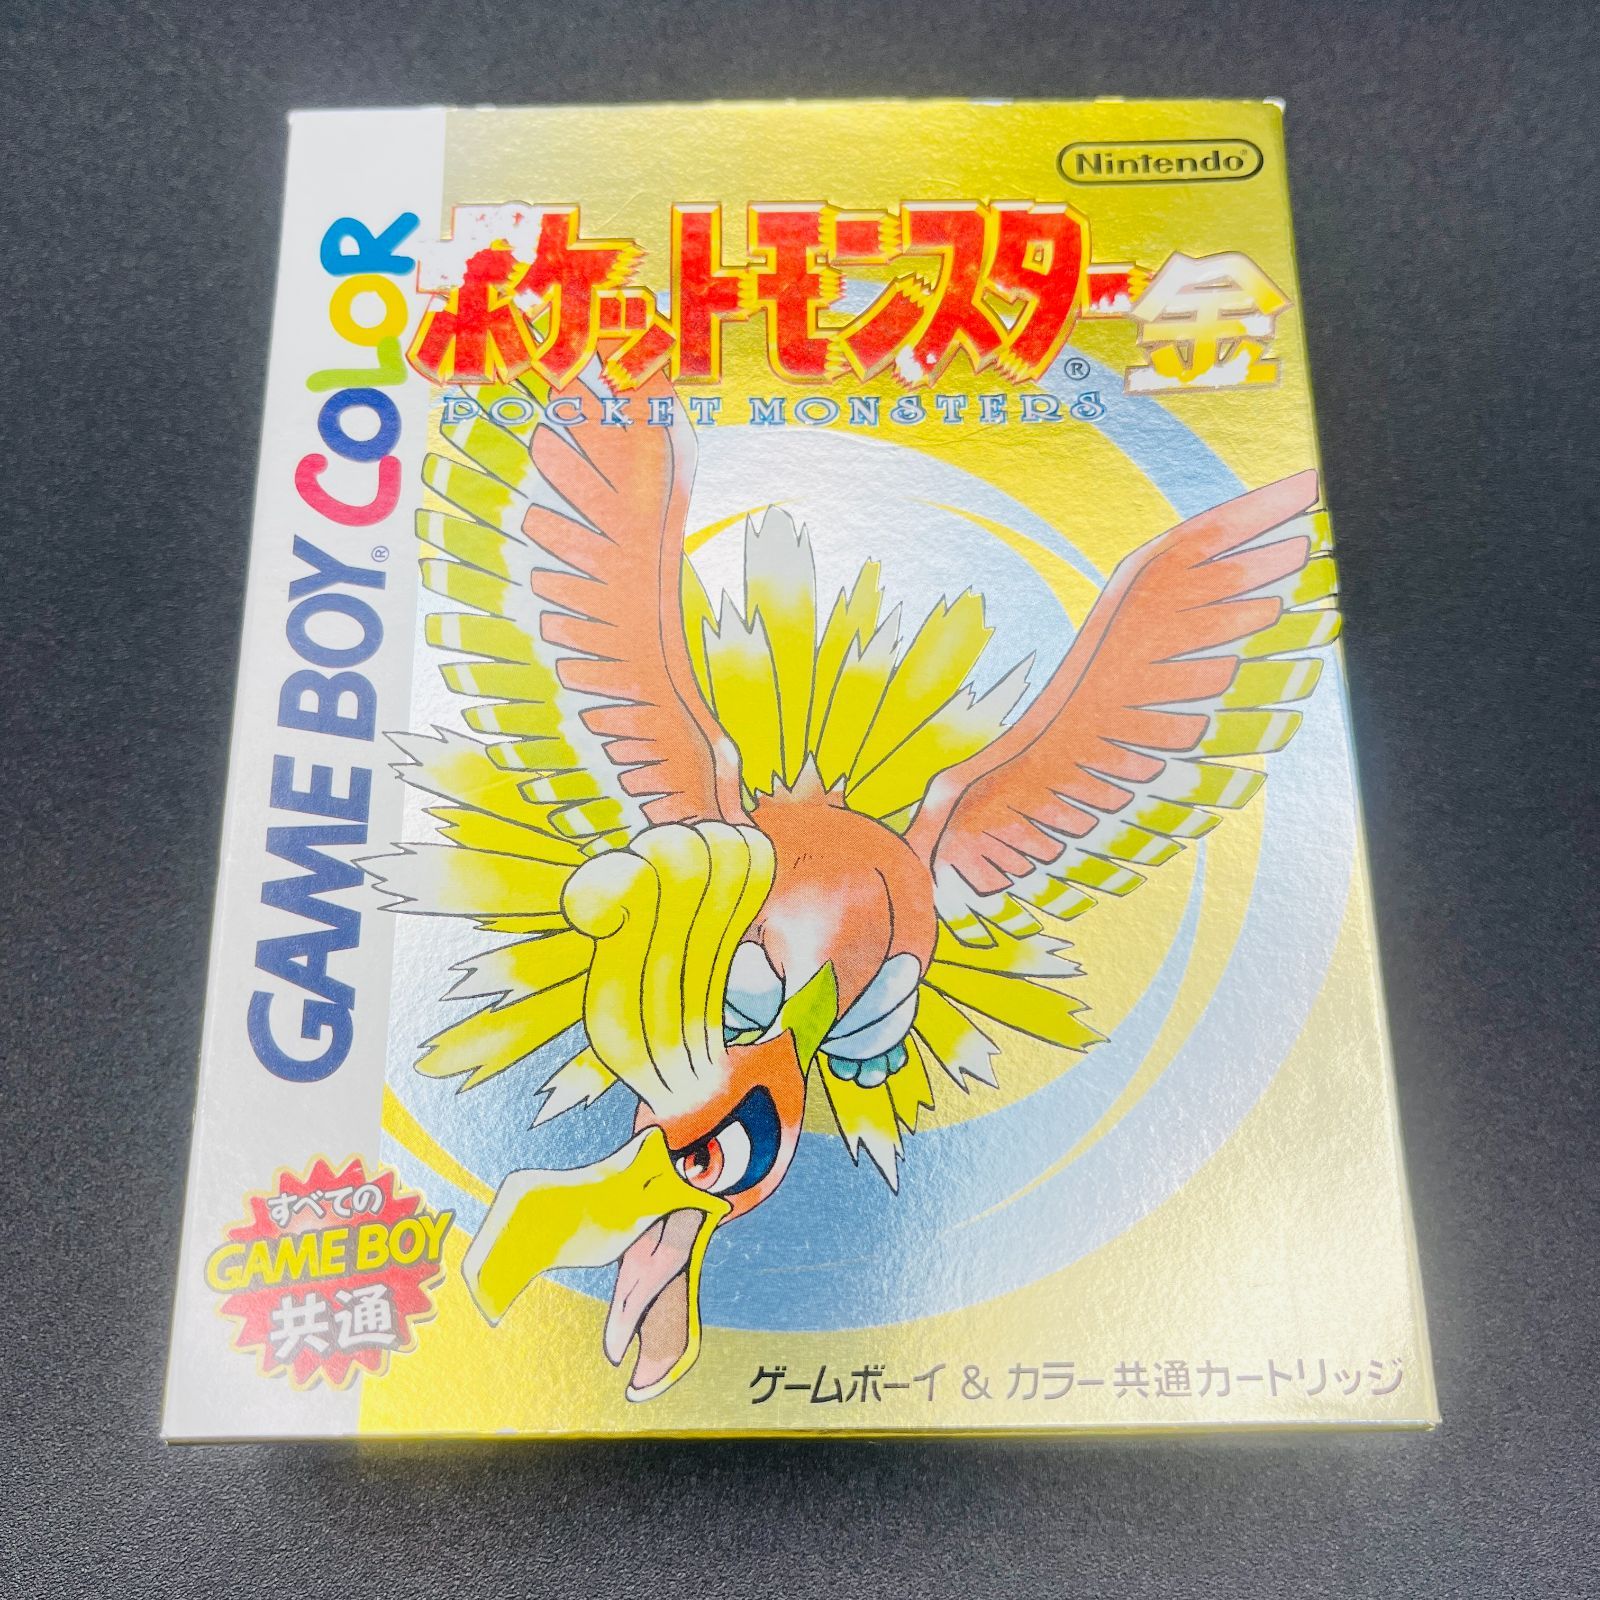 Nintendo®
ポケットモンスター®金
POCKET MONSTERS
GAME BOY COLOR®
すべての
GAME BOY
共通
ゲームボーイ & カラー共通カートリッジ